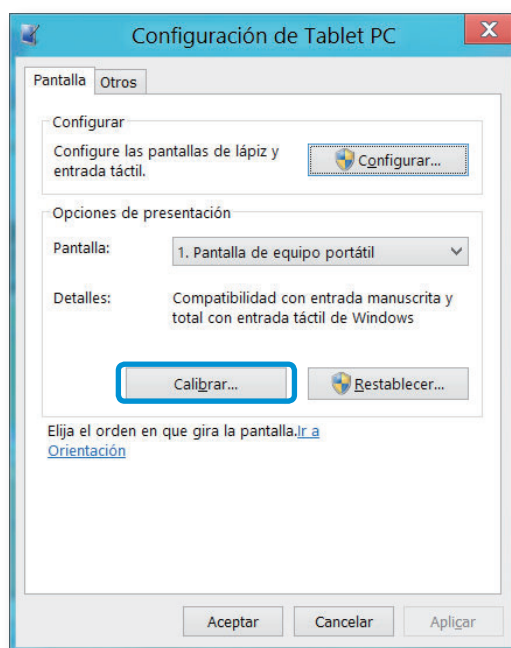 Configuración de Tablet PC
X
Pantalla
Otros
Configurar
Configure las pantallas de lápiz y
entrada táctil.
Configurar...
Opciones de presentación
Pantalla:
1. Pantalla de equipo portátil
Detalles:
Compatibilidad con entrada manuscrita y
total con entrada táctil de Windows
Calibrar...
Restablecer...
Elija el orden en que gira la pantalla.Ir a
Orientación
Aceptar
Cancelar
Aplicar